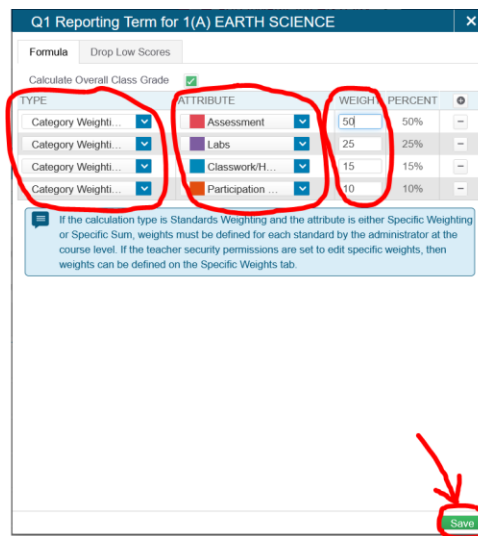 Q1 Reporting Term for 1(A) EARTH SCIENCE
Formula Drop Low Scores
Calculate Overall Class Grade
TYPE ATTRIBUTE WEIGHT PERCENT
Category Weighti... Assessment 50 50%
Category Weighti... Labs 25 25%
Category Weighti... Classwork/H... 15 15%
Category Weighti... Participation ... 10 10%
If the calculation type is Standards Weighting and the attribute is either Specific Weighting
or Specific Sum, weights must be defined for each standard by the administrator at the
course level. If the teacher security permissions are set to edit specific weights, then
weights can be defined on the Specific Weights tab.
Save